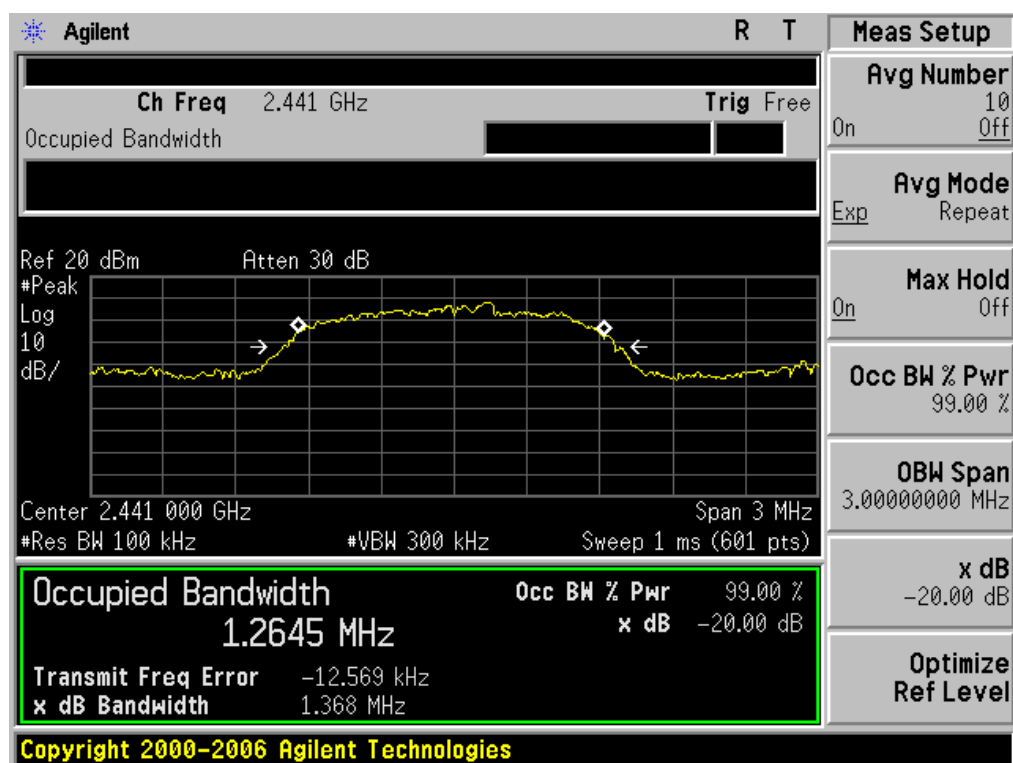 Agilent R T Meas Setup
Ch Freq 2.441 GHz Trig Free
Occupied Bandwidth
Avg Number
10
On Off
Avg Mode
Exp Repeat
Max Hold
On Off
Occ BW % Pwr
99.00 %
OBW Span
3.00000000 MHz
x dB
-20.00 dB
Optimize
Ref Level
Ref 20 dBm Atten 30 dB
#Peak
Log
10
dB/
Center 2.441 000 GHz Span 3 MHz
#Res BW 100 kHz #VBW 300 kHz Sweep 1 ms (601 pts)
Occupied Bandwidth Occ BW % Pwr 99.00 %
1.2645 MHz x dB -20.00 dB
Transmit Freq Error -12.569 kHz
x dB Bandwidth 1.368 MHz
Copyright 2000-2006 Agilent Technologies